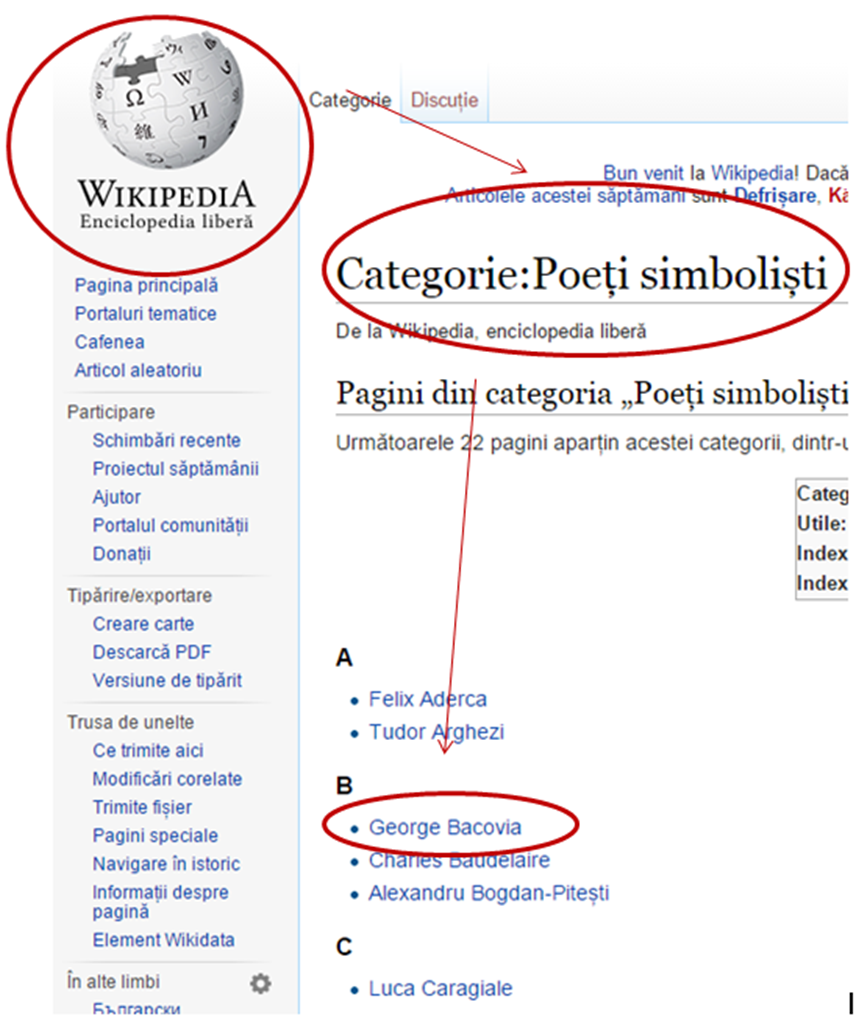 Ω
W
И
維
7
WIKIPEDIA
Enciclopedia liberă
Categorie Discuție
Bun venit la Wikipedia! Dacă
Articolele acestei săptămâni sunt Defrișare,
Categorie:Poeți simboliști
De la Wikipedia, enciclopedia liberă
Pagini din categoria „Poeți simboliști
Următoarele 22 pagini aparțin acestei categorii, dintr-u
Categ
Utile:
Index
Index
Pagina principală
Portaluri tematice
Cafenea
Articol aleatoriu
Participare
Schimbări recente
Proiectul săptămânii
Ajutor
Portalul comunității
Donații
Tipărire/exportare
Creare carte
Descarcă PDF
Versiune de tipărit
Trusa de unelte
Ce trimite aici
Modificări corelate
Trimite fișier
Pagini speciale
Navigare în istoric
Informații despre
pagină
Element Wikidata
În alte limbi
Български
A
• Felix Aderca
• Tudor Arghezi
B
• George Bacovia
• Charles Baudelaire
• Alexandru Bogdan-Pitești
C
• Luca Caragiale